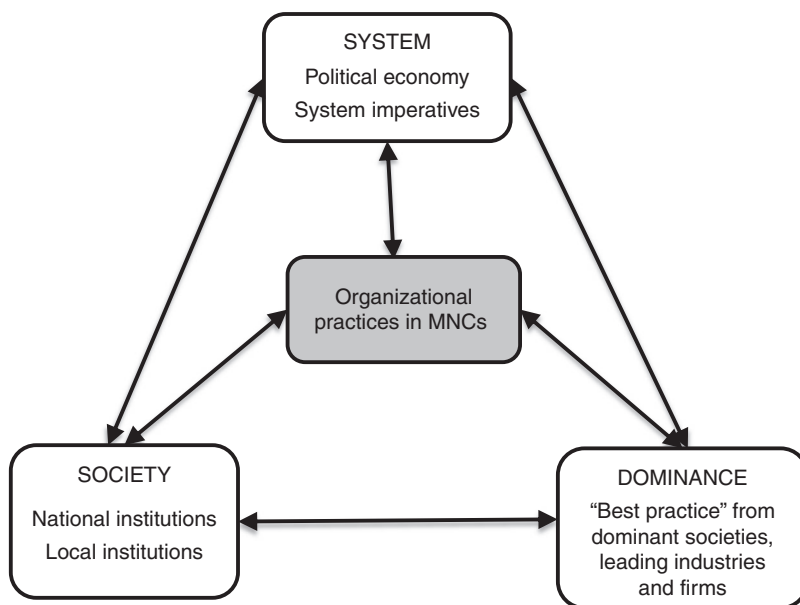 SYSTEM
Political economy
System imperatives
Organizational
practices in MNCs
SOCIETY
National institutions
Local institutions
DOMINANCE
“Best practice” from
dominant societies,
leading industries
and firms